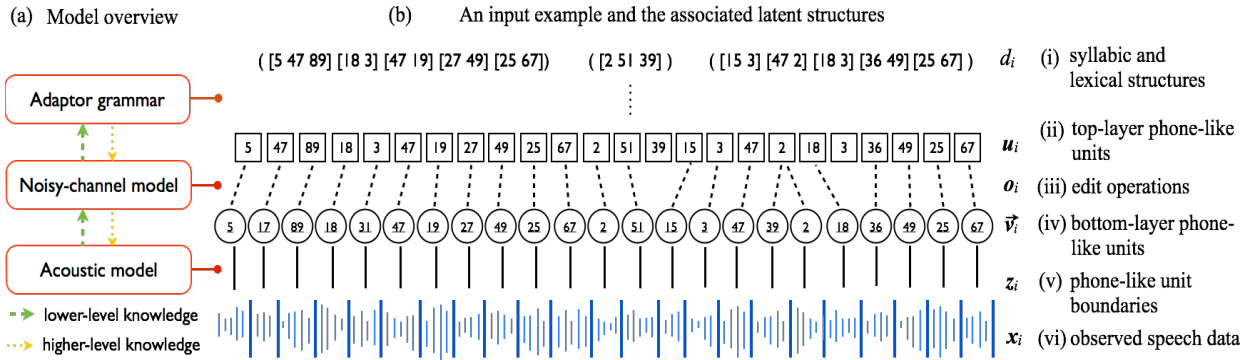 (a) Model overview
(b) An input example and the associated latent structures
( [5 47 89] [18 3] [47 19] [27 49] [25 67]) ( [2 51 39] ) ([15 3] [47 2] [18 3] [36 49] [25 67] ) d_i (i) syllabic and
lexical structures
Adaptor grammar
5 47 89 18 3 47 19 27 49 25 67 2 51 39 15 3 47 2 18 3 36 49 25 67 u_i (ii) top-layer phone-like
units
Noisy-channel model
o_i (iii) edit operations
5 17 89 18 31 47 19 27 49 25 67 2 51 15 3 47 39 2 18 36 49 25 67 v⃗_i (iv) bottom-layer phone-
like units
Acoustic model
z_i (v) phone-like unit
boundaries
lower-level knowledge
higher-level knowledge
x_i (vi) observed speech data